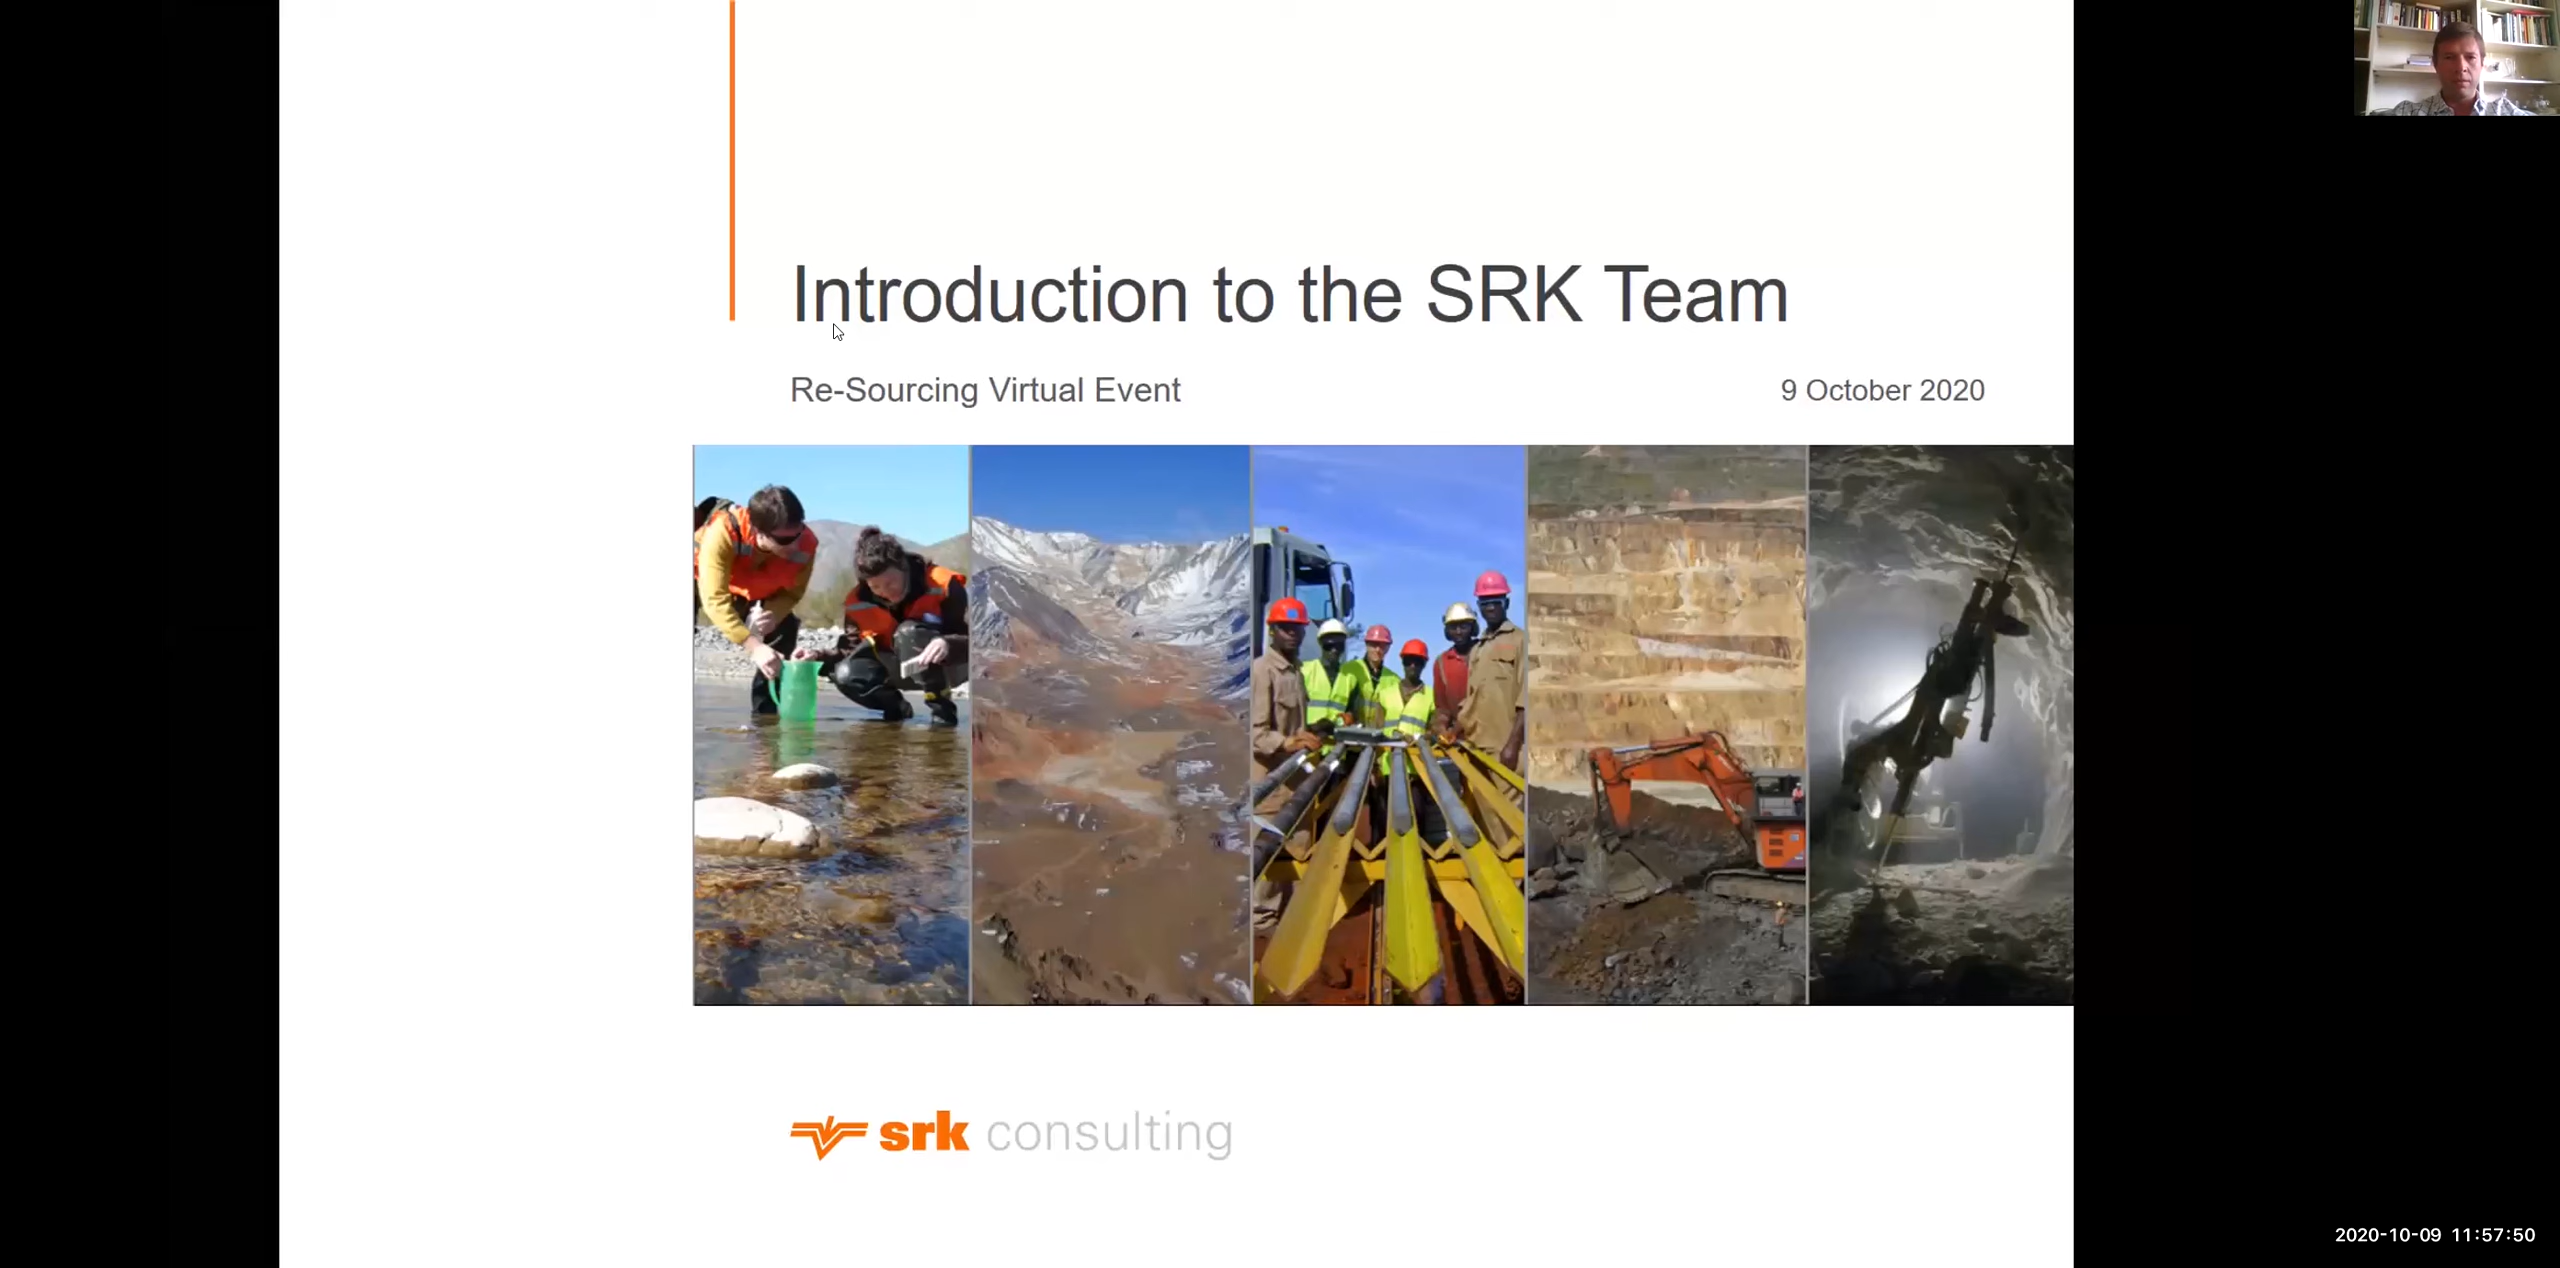 Introduction to the SRK Team
Re-Sourcing Virtual Event
9 October 2020
srk consulting
2020-10-09 11:57:50